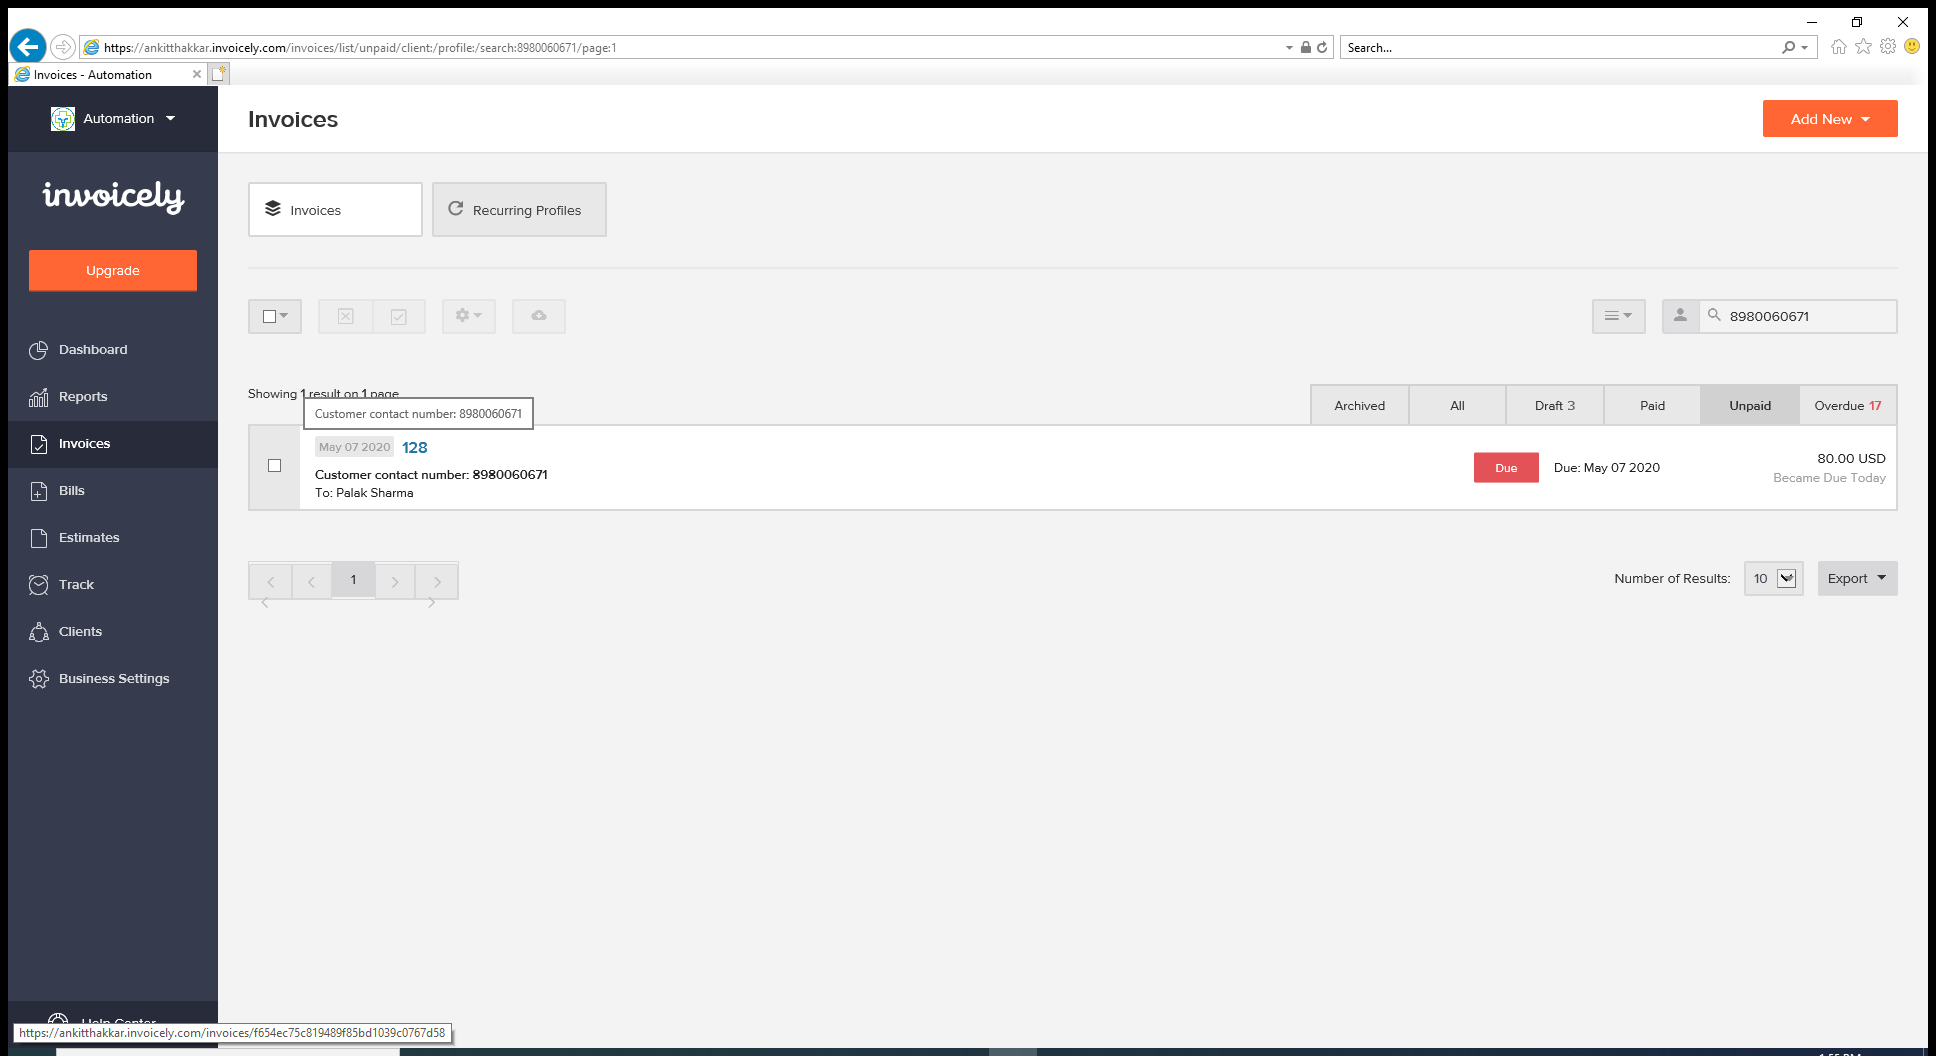 https://ankitthakkar.invoicely.com/invoices/list/unpaid/client:/profile:/search:8980060671/page:1
Search...
Invoices - Automation
Automation
Invoices
Add New
invoicely
Invoices
Recurring Profiles
Upgrade
8980060671
Dashboard
Reports
Invoices
Bills
Estimates
Track
Clients
Business Settings
Showing 1 result on 1 page
Customer contact number: 8980060671
Archived
All
Draft 3
Paid
Unpaid
Overdue 17
May 07 2020 128
Customer contact number: 8980060671
To: Palak Sharma
Due
Due: May 07 2020
80.00 USD
Became Due Today
1
Number of Results:
10
Export
Help Center
https://ankitthakkar.invoicely.com/invoices/f654ec75c819489f85bd1039c0767d58